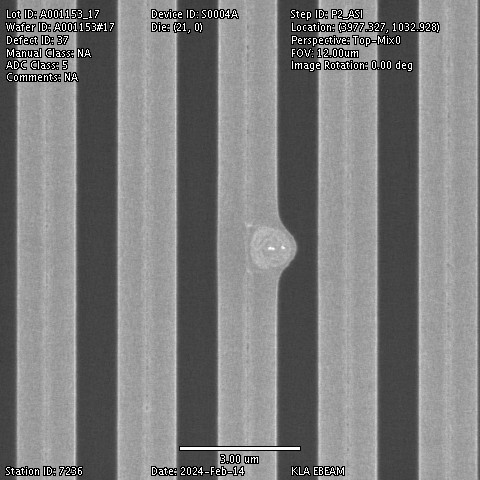 Lot ID: A001153_17
Wafer ID: A001153#17
Defect ID: 37
Manual Class: NA
ADC Class: 5
Comments: NA
Device ID: S0004A
Die: (21, 0)
Step ID: P2_ASI
Location: (3977.327, 1032.928)
Perspective: Top-Mix0
FOV: 12.00um
Image Rotation: 0.00 deg
3.00 um
Station ID: 7236
Date: 2024-Feb-14
KLA EBEAM